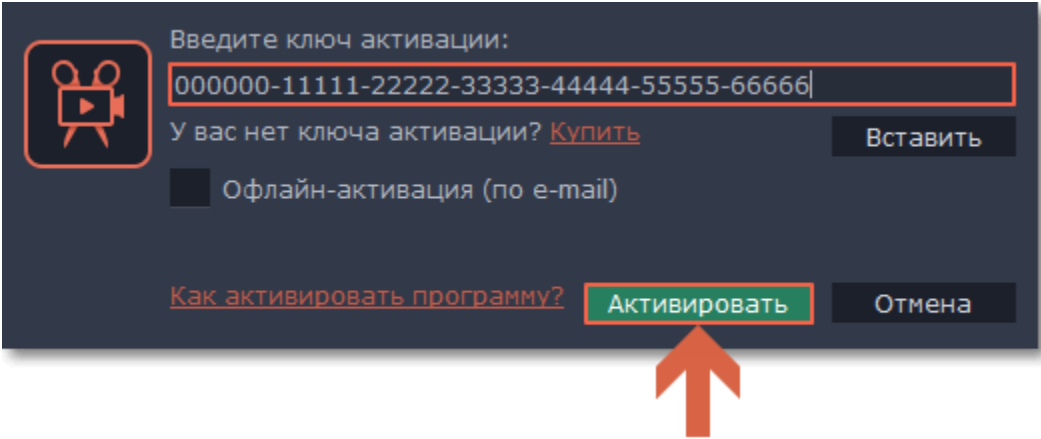 Введите ключ активации:
000000-11111-22222-33333-44444-55555-66666
У вас нет ключа активации? Купить
Вставить
Офлайн-активация (по e-mail)
Как активировать программу?
Активировать
Отмена